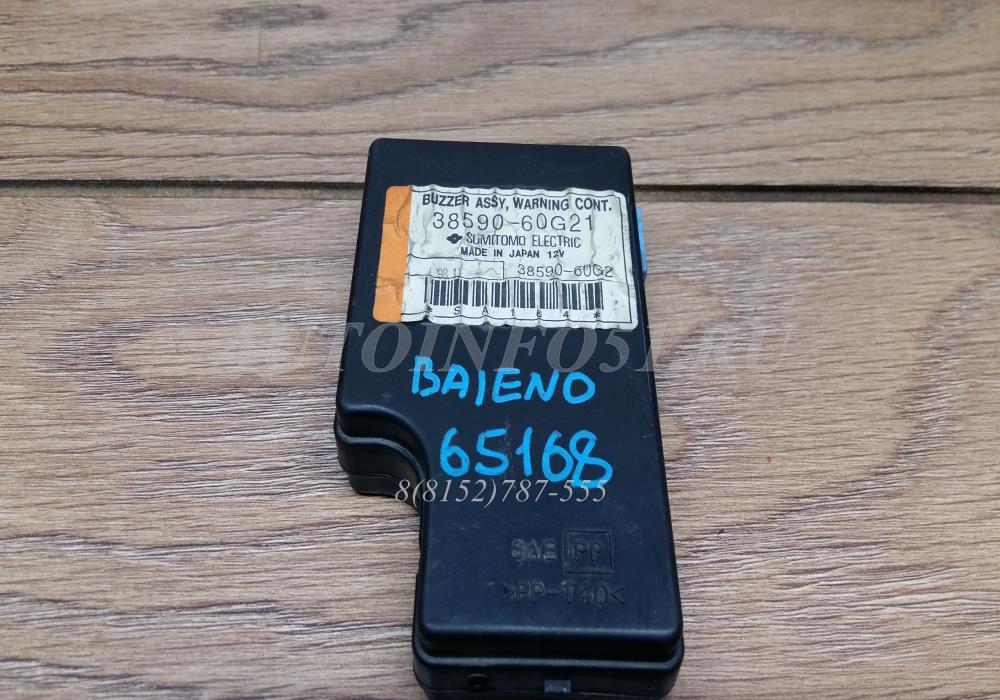 BUZZER ASSY, WARNING CONT.
38590-60G21
SUMITOMO ELECTRIC
MADE IN JAPAN 12V
38590-60G2
*SA164*
BAIENO
65168
8(8152)787-555
SAE PP
>PP-T40<